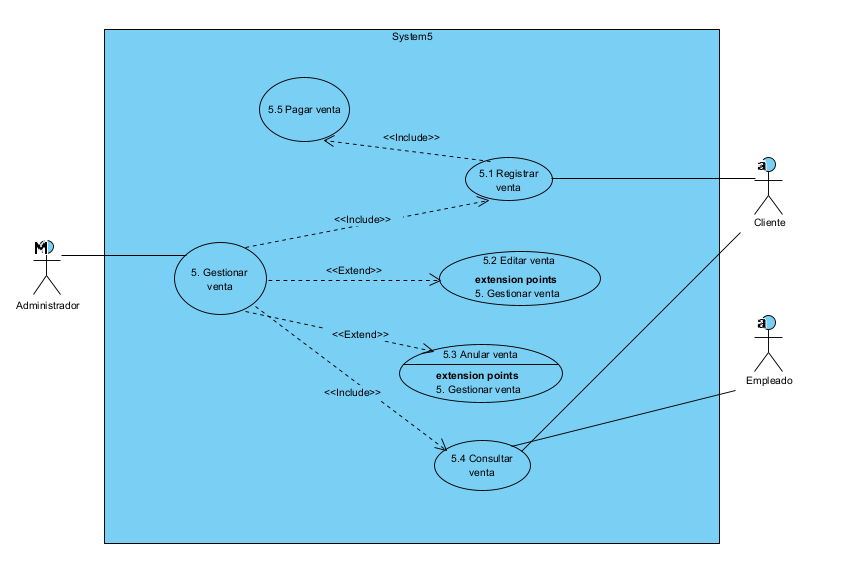 System5
5.5 Pagar venta
<<Include>>
5.1 Registrar
venta
a
Cliente
<<Include>>
M
Administrador
5. Gestionar
venta
<<Extend>>
5.2 Editar venta
extension points
5. Gestionar venta
<<Extend>>
5.3 Anular venta
extension points
5. Gestionar venta
a
Empleado
<<Include>>
5.4 Consultar
venta